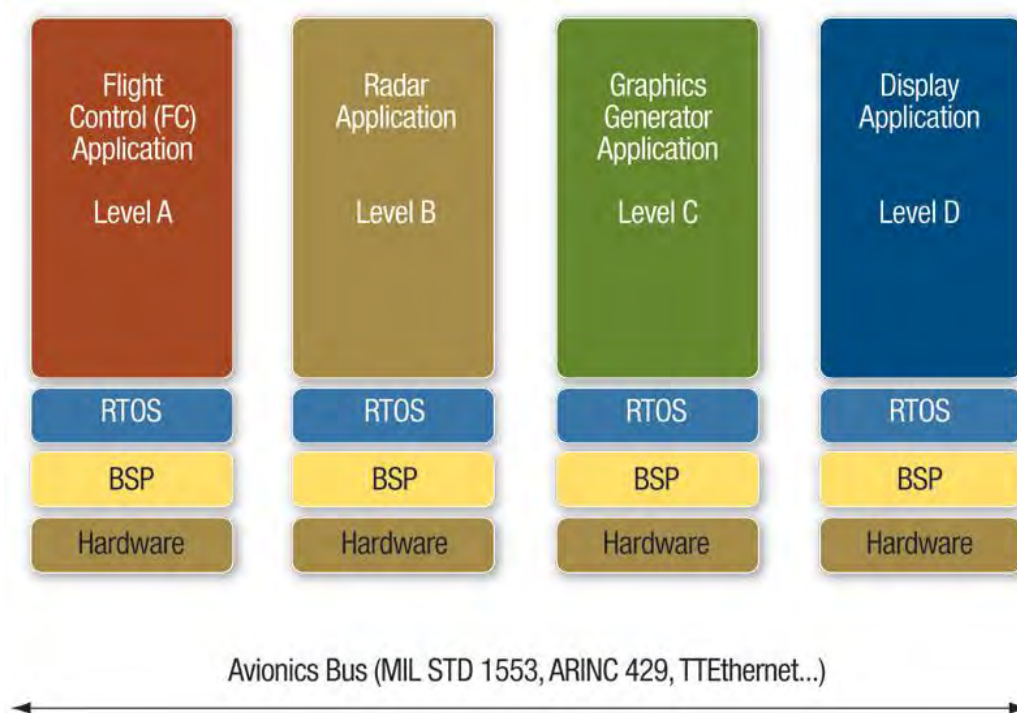 Flight
Control (FC)
Application
Level A
Radar
Application
Level B
Graphics
Generator
Application
Level C
Display
Application
Level D
RTOS
RTOS
RTOS
RTOS
BSP
BSP
BSP
BSP
Hardware
Hardware
Hardware
Hardware
Avionics Bus (MIL STD 1553, ARINC 429, TTEthernet...)